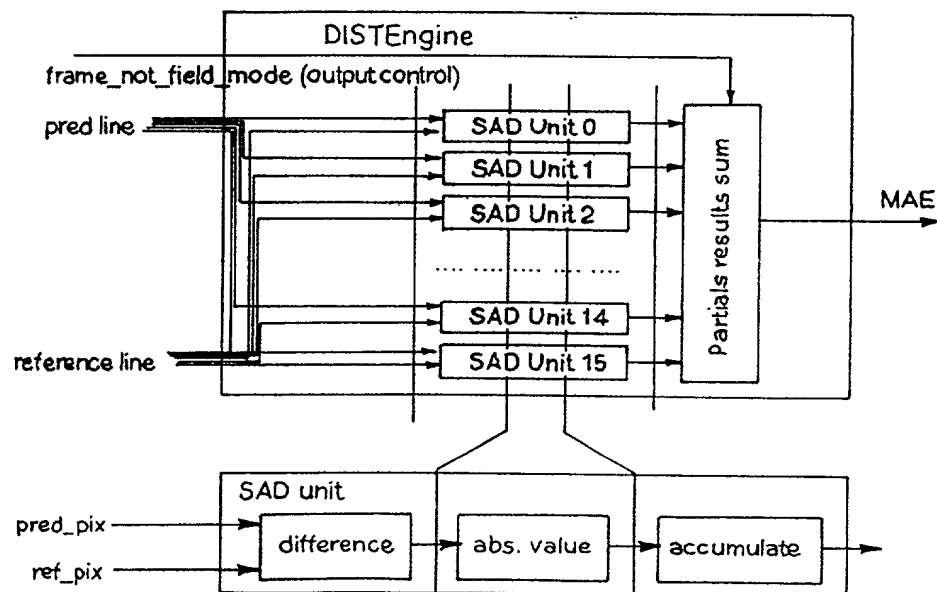 DISTEngine
frame_not_field_mode (output control)
pred line
SAD Unit 0
SAD Unit 1
SAD Unit 2
SAD Unit 14
SAD Unit 15
Partials results sum
MAE
reference line
SAD unit
pred_pix
ref_pix
difference
abs. value
accumulate